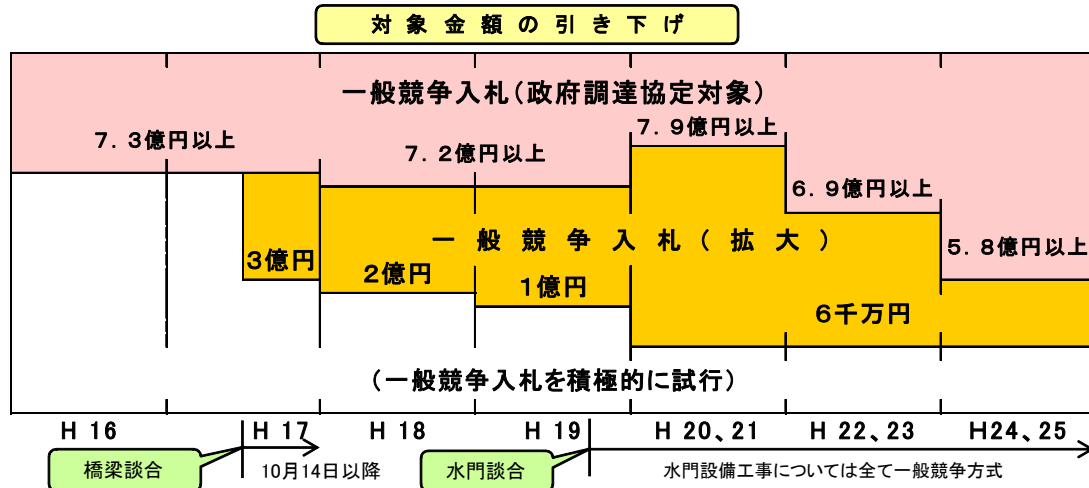 対象金額の引き下げ
一般競争入札(政府調達協定対象)
7.3億円以上
7.2億円以上
7.9億円以上
6.9億円以上
5.8億円以上
一般競争入札(拡大)
3億円
2億円
1億円
6千万円
(一般競争入札を積極的に試行)
H 16
H 17
H 18
H 19
H 20、21
H 22、23
H24、25
橋梁談合
10月14日以降
水門談合
水門設備工事については全て一般競争方式